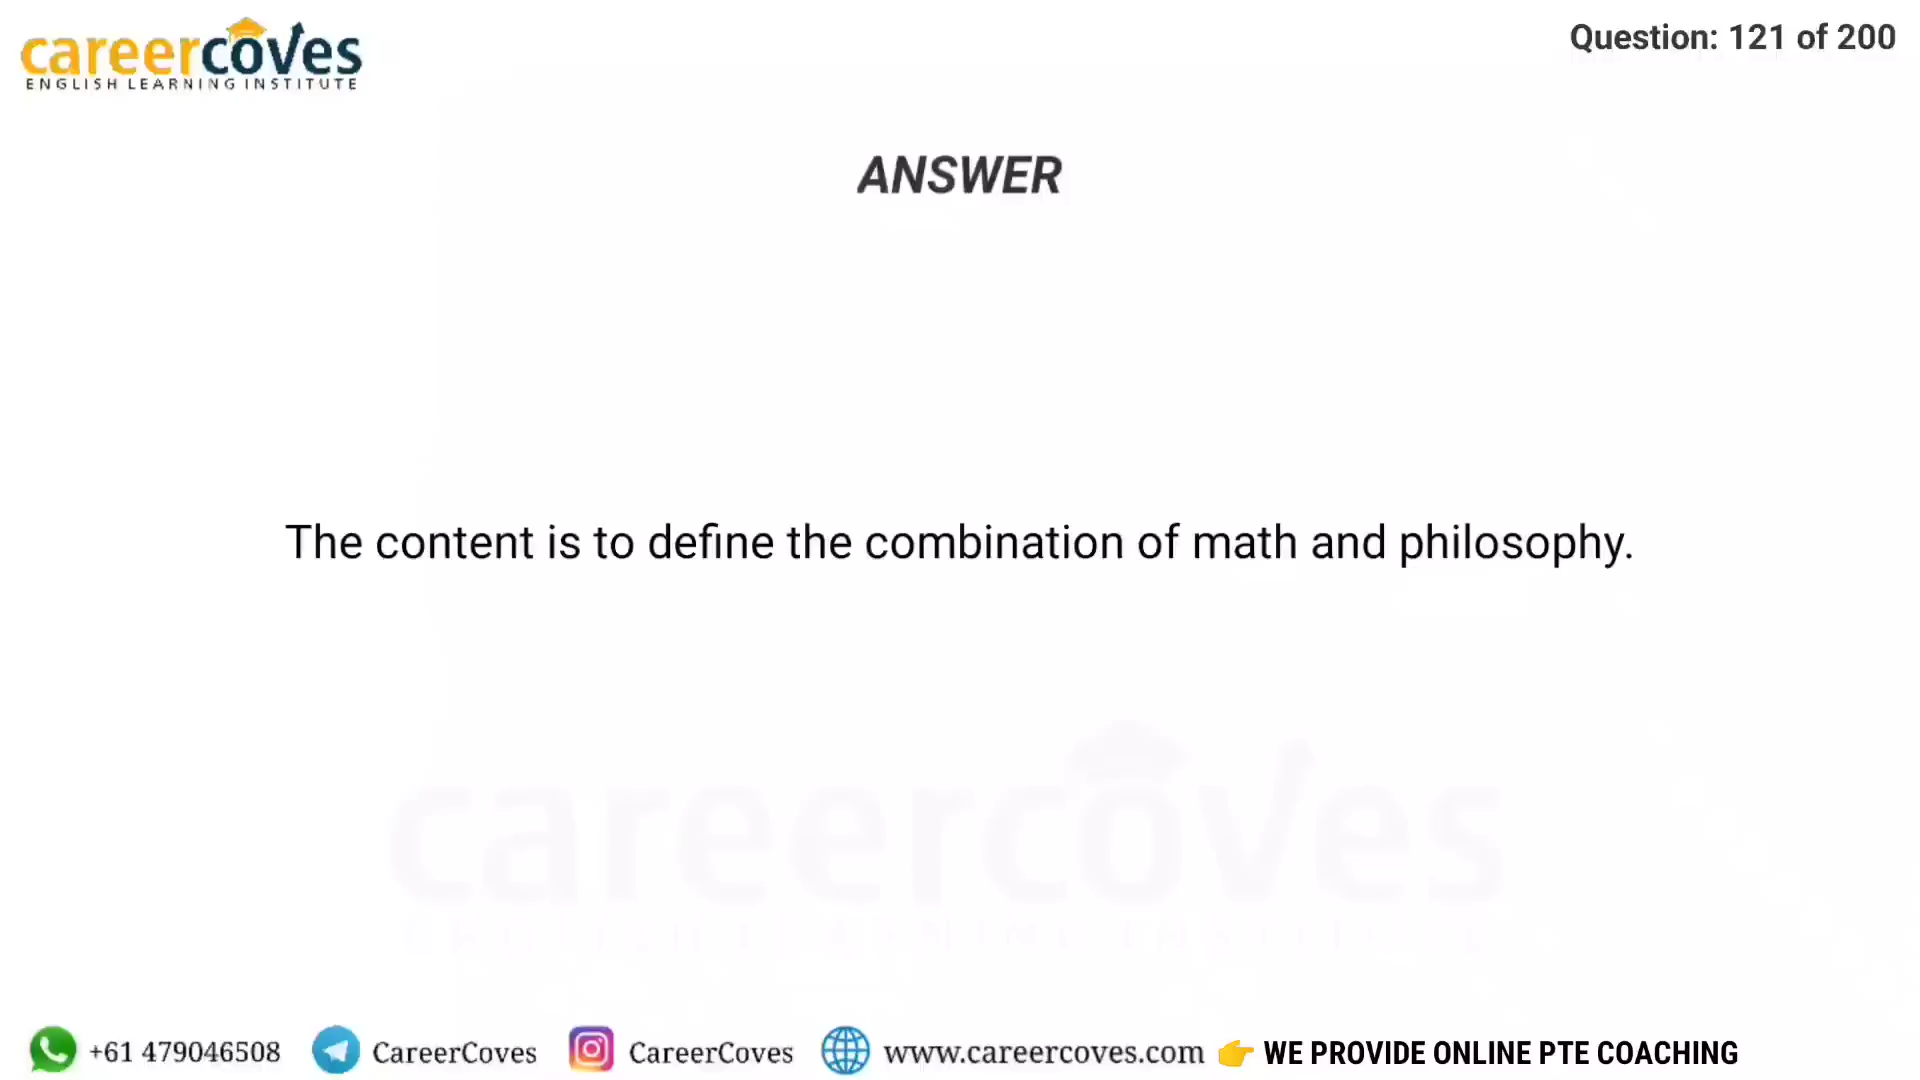 careercoves
ENGLISH LEARNING INSTITUTE
Question: 121 of 200
ANSWER
The content is to define the combination of math and philosophy.
careercoves
+61 479046508 CareerCoves CareerCoves www.careercoves.com 👉 WE PROVIDE ONLINE PTE COACHING